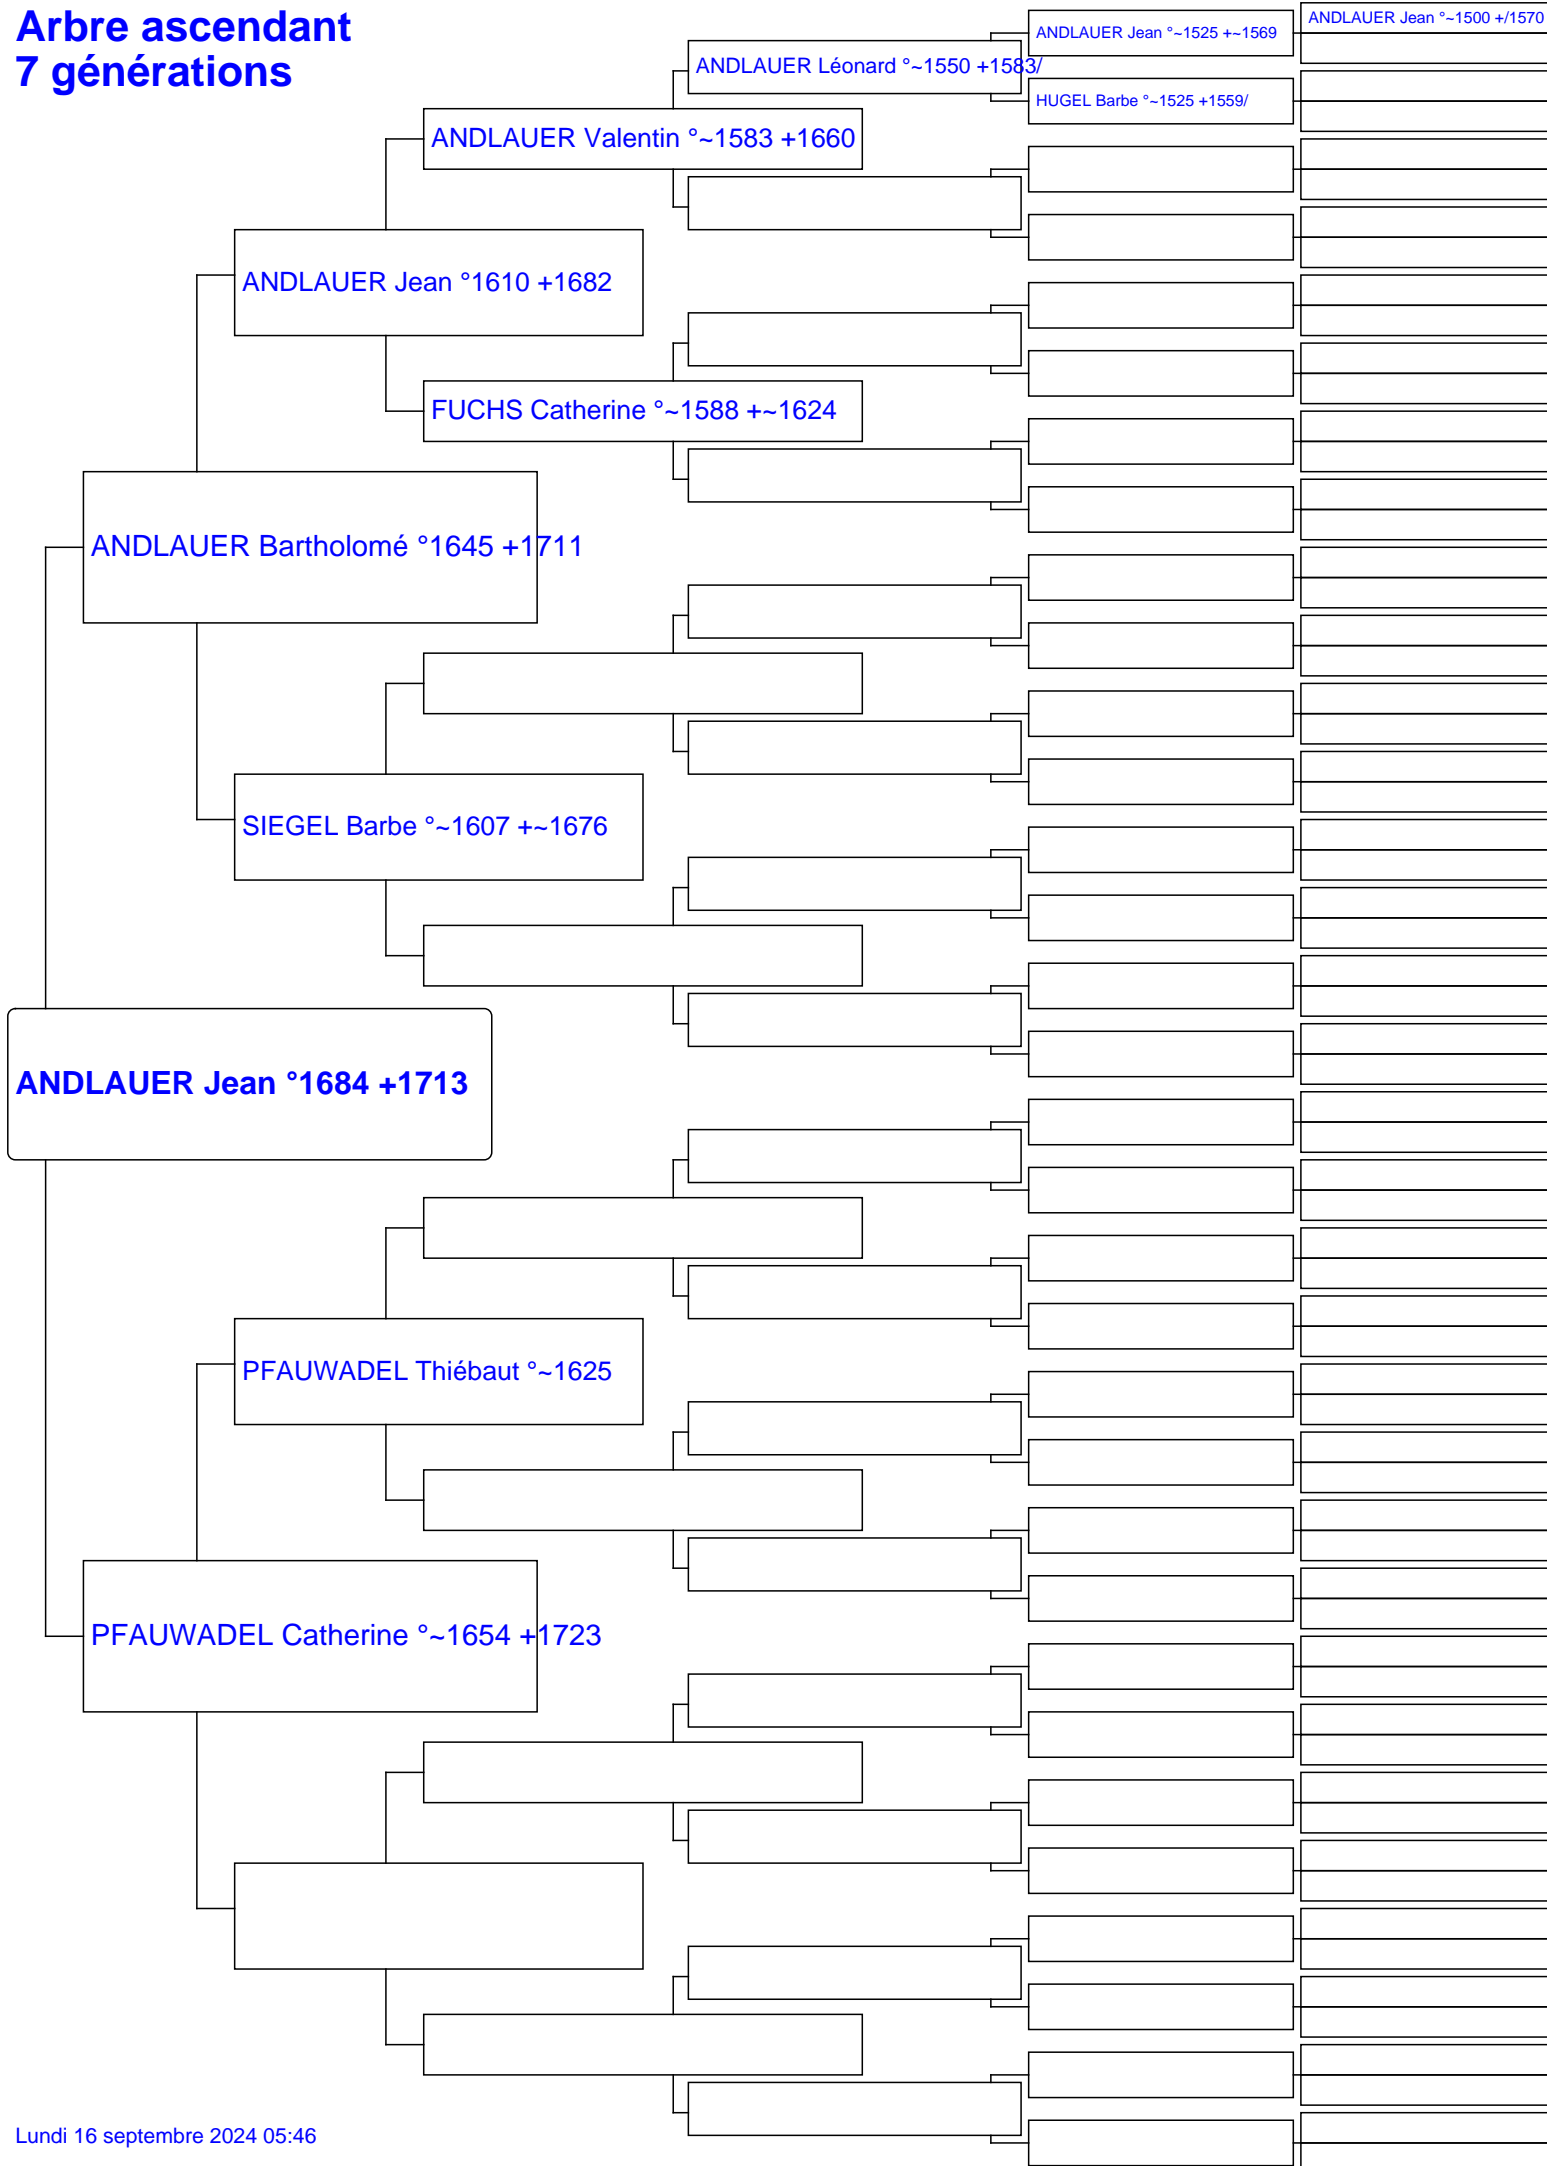 Arbre ascendant
7 générations
ANDLAUER Jean °~1500 +/1570
ANDLAUER Jean °~1525 +~1569
ANDLAUER Léonard °~1550 +1583/
HUGEL Barbe °~1525 +1559/
ANDLAUER Valentin °~1583 +1660
ANDLAUER Jean °1610 +1682
FUCHS Catherine °~1588 +~1624
ANDLAUER Bartholomé °1645 +1711
SIEGEL Barbe °~1607 +~1676
ANDLAUER Jean °1684 +1713
PFAUWADEL Thiébaut °~1625
PFAUWADEL Catherine °~1654 +1723
Lundi 16 septembre 2024 05:46